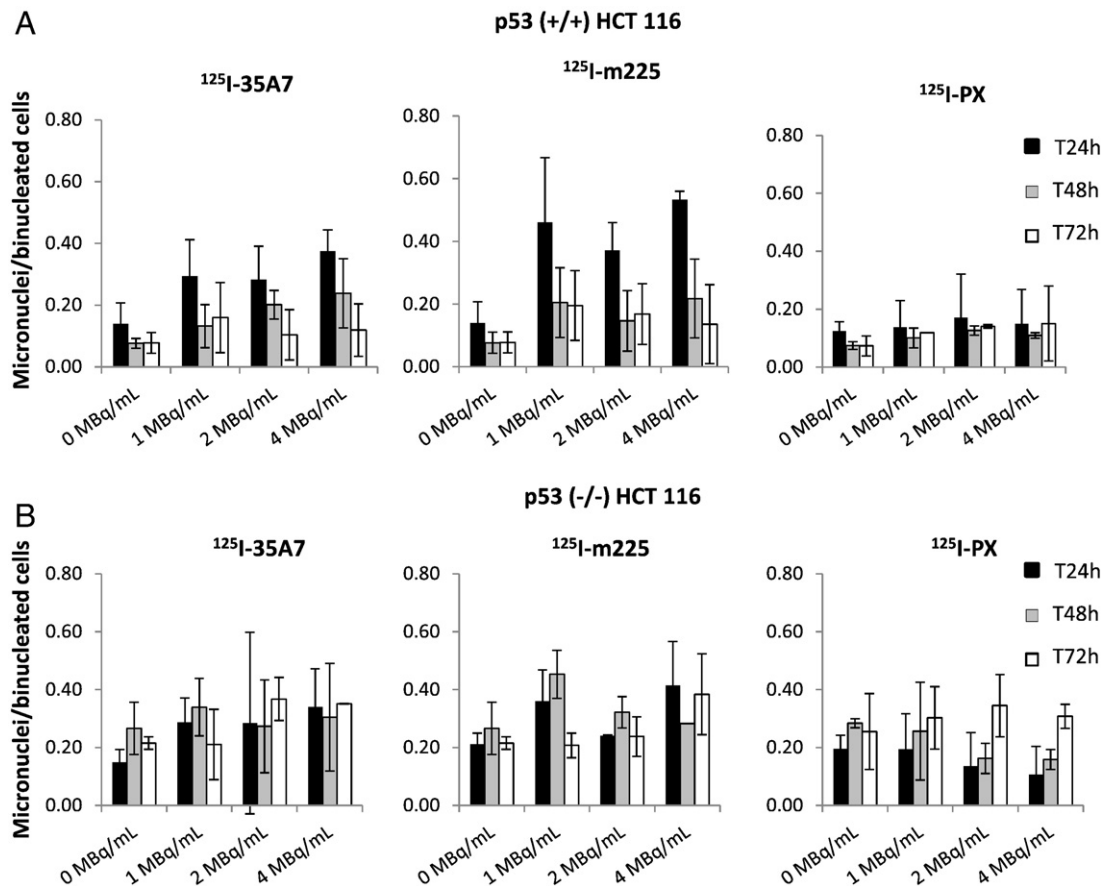 A
p53 (+/+) HCT 116
¹²⁵I-35A7
¹²⁵I-m225
¹²⁵I-PX
Micronuclei/binucleated cells
0.80
0.60
0.40
0.20
0.00
0 MBq/mL
1 MBq/mL
2 MBq/mL
4 MBq/mL
0.80
0.60
0.40
0.20
0.00
0 MBq/mL
1 MBq/mL
2 MBq/mL
4 MBq/mL
0.80
0.60
0.40
0.20
0.00
0 MBq/mL
1 MBq/mL
2 MBq/mL
4 MBq/mL
T24h
T48h
T72h
B
p53 (-/-) HCT 116
¹²⁵I-35A7
¹²⁵I-m225
¹²⁵I-PX
Micronuclei/binucleated cells
0.80
0.60
0.40
0.20
0.00
0 MBq/mL
1 MBq/mL
2 MBq/mL
4 MBq/mL
0.80
0.60
0.40
0.20
0.00
0 MBq/mL
1 MBq/mL
2 MBq/mL
4 MBq/mL
0.80
0.60
0.40
0.20
0.00
0 MBq/mL
1 MBq/mL
2 MBq/mL
4 MBq/mL
T24h
T48h
T72h